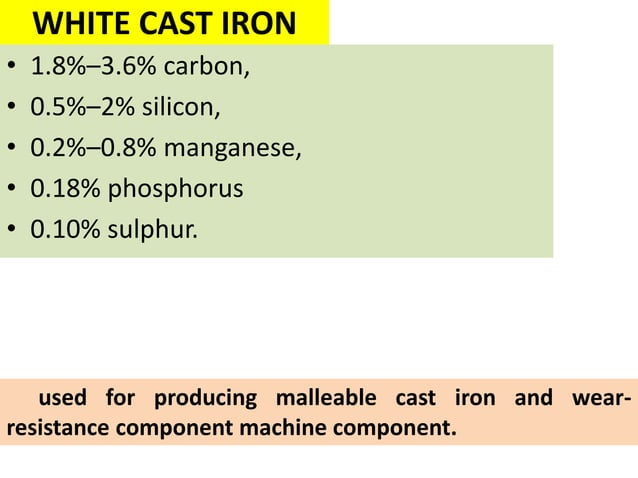 WHITE CAST IRON
• 1.8%–3.6% carbon,
• 0.5%–2% silicon,
• 0.2%–0.8% manganese,
• 0.18% phosphorus
• 0.10% sulphur.
used for producing malleable cast iron and wear-
resistance component machine component.